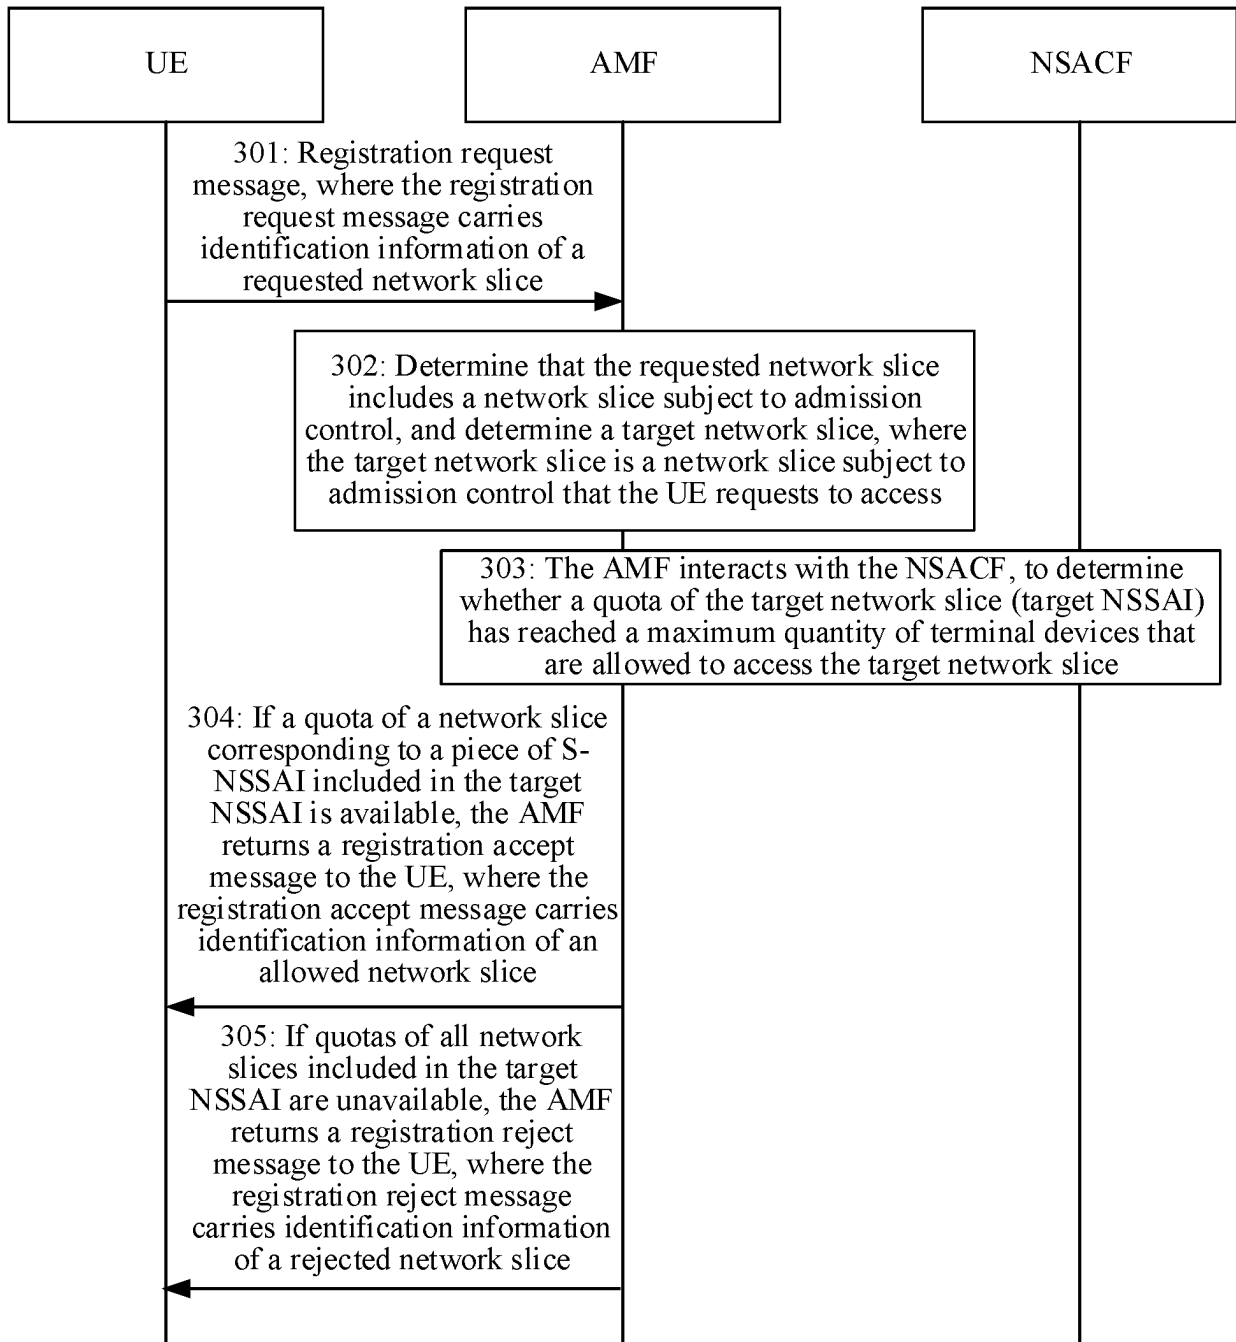 UE
AMF
NSACF
301: Registration request
message, where the registration
request message carries
identification information of a
requested network slice
302: Determine that the requested network slice
includes a network slice subject to admission
control, and determine a target network slice, where
the target network slice is a network slice subject to
admission control that the UE requests to access
303: The AMF interacts with the NSACF, to determine
whether a quota of the target network slice (target NSSAI)
has reached a maximum quantity of terminal devices that
are allowed to access the target network slice
304: If a quota of a network slice
corresponding to a piece of S-
NSSAI included in the target
NSSAI is available, the AMF
returns a registration accept
message to the UE, where the
registration accept message carries
identification information of an
allowed network slice
305: If quotas of all network
slices included in the target
NSSAI are unavailable, the AMF
returns a registration reject
message to the UE, where the
registration reject message
carries identification information
of a rejected network slice